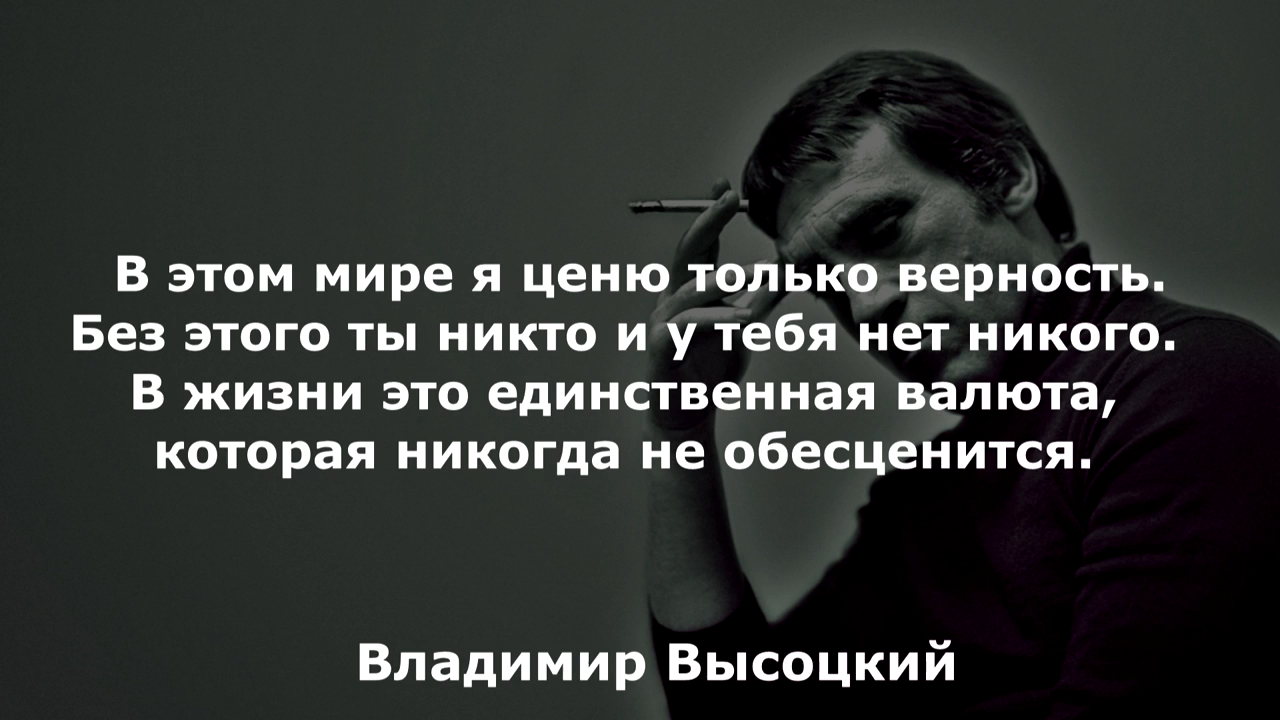 В этом мире я ценю только верность.
Без этого ты никто и у тебя нет никого.
В жизни это единственная валюта,
которая никогда не обесценится.
Владимир Высоцкий